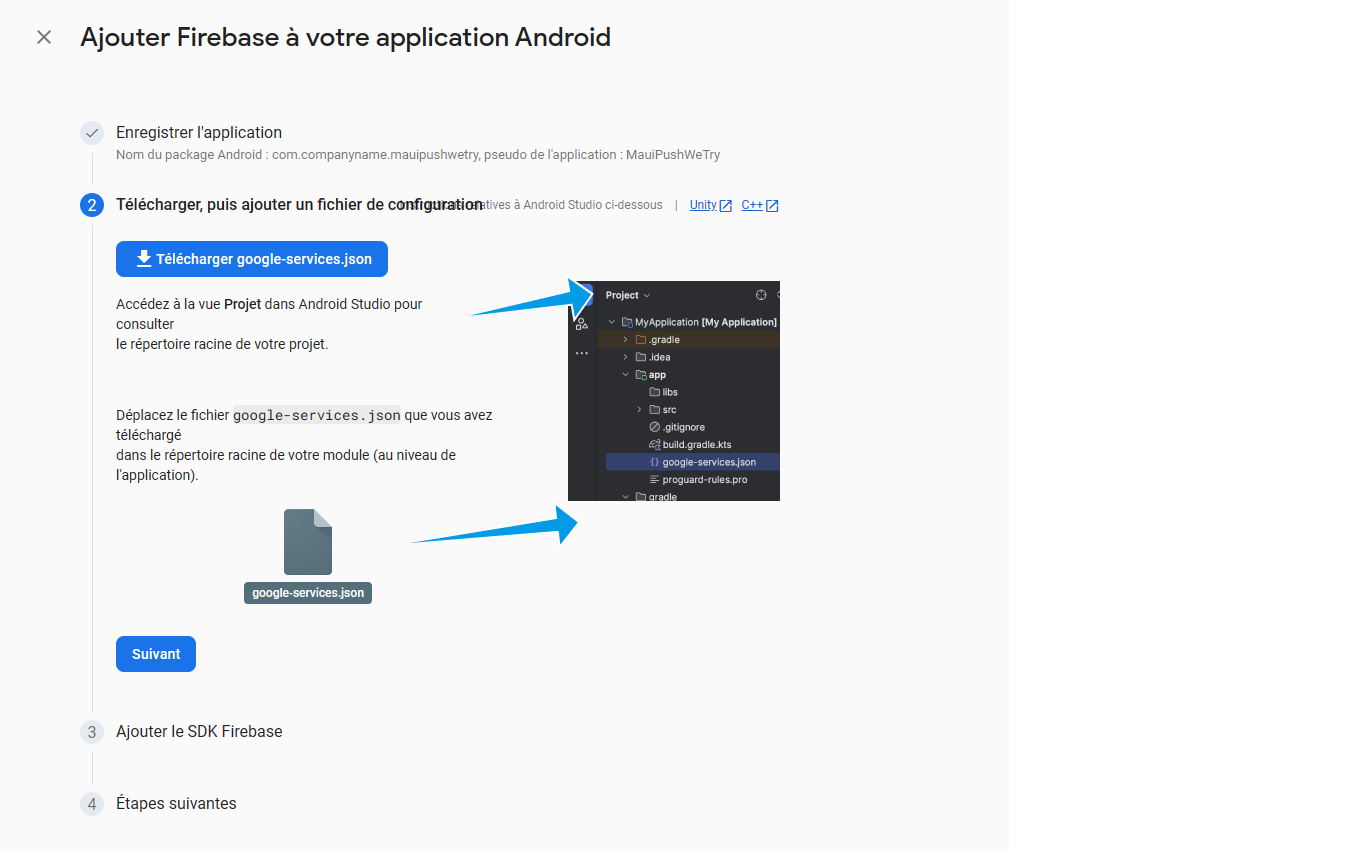 Ajouter Firebase à votre application Android
Enregistrer l'application
Nom du package Android : com.companyname.mauipushwetry, pseudo de l'application : MauiPushWeTry
2 Télécharger, puis ajouter un fichier de configuration
Instructions relatives à Android Studio ci-dessous | Unity C++
Télécharger google-services.json
Accédez à la vue Projet dans Android Studio pour
consulter
le répertoire racine de votre projet.
Déplacez le fichier google-services.json que vous avez
téléchargé
dans le répertoire racine de votre module (au niveau de
l'application).
google-services.json
Project
MyApplication [My Application]
.gradle
.idea
app
libs
src
.gitignore
build.gradle.kts
google-services.json
proguard-rules.pro
gradle
Suivant
3 Ajouter le SDK Firebase
4 Étapes suivantes